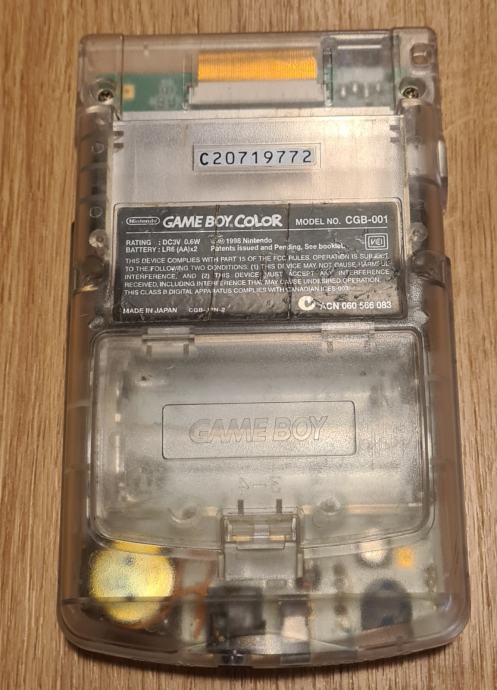 C20719772
Nintendo GAME BOY COLOR MODEL NO. CGB-001
RATING : DC3V 0.6W © 1998 Nintendo
BATTERY : LR6 (AA)x2 Patents issued and Pending, See booklet.
VCI
THIS DEVICE COMPLIES WITH PART 15 OF THE FCC RULES. OPERATION IS SUBJECT
TO THE FOLLOWING TWO CONDITIONS: (1) THIS DEVICE MAY NOT CAUSE HARMFUL
INTERFERENCE, AND (2) THIS DEVICE MUST ACCEPT ANY INTERFERENCE
RECEIVED, INCLUDING INTERFERENCE THAT MAY CAUSE UNDESIRED OPERATION.
THIS CLASS B DIGITAL APPARATUS COMPLIES WITH CANADIAN ICES-003.
MADE IN JAPAN CGB-JPN-2 ACN 060 566 083
GAME BOY